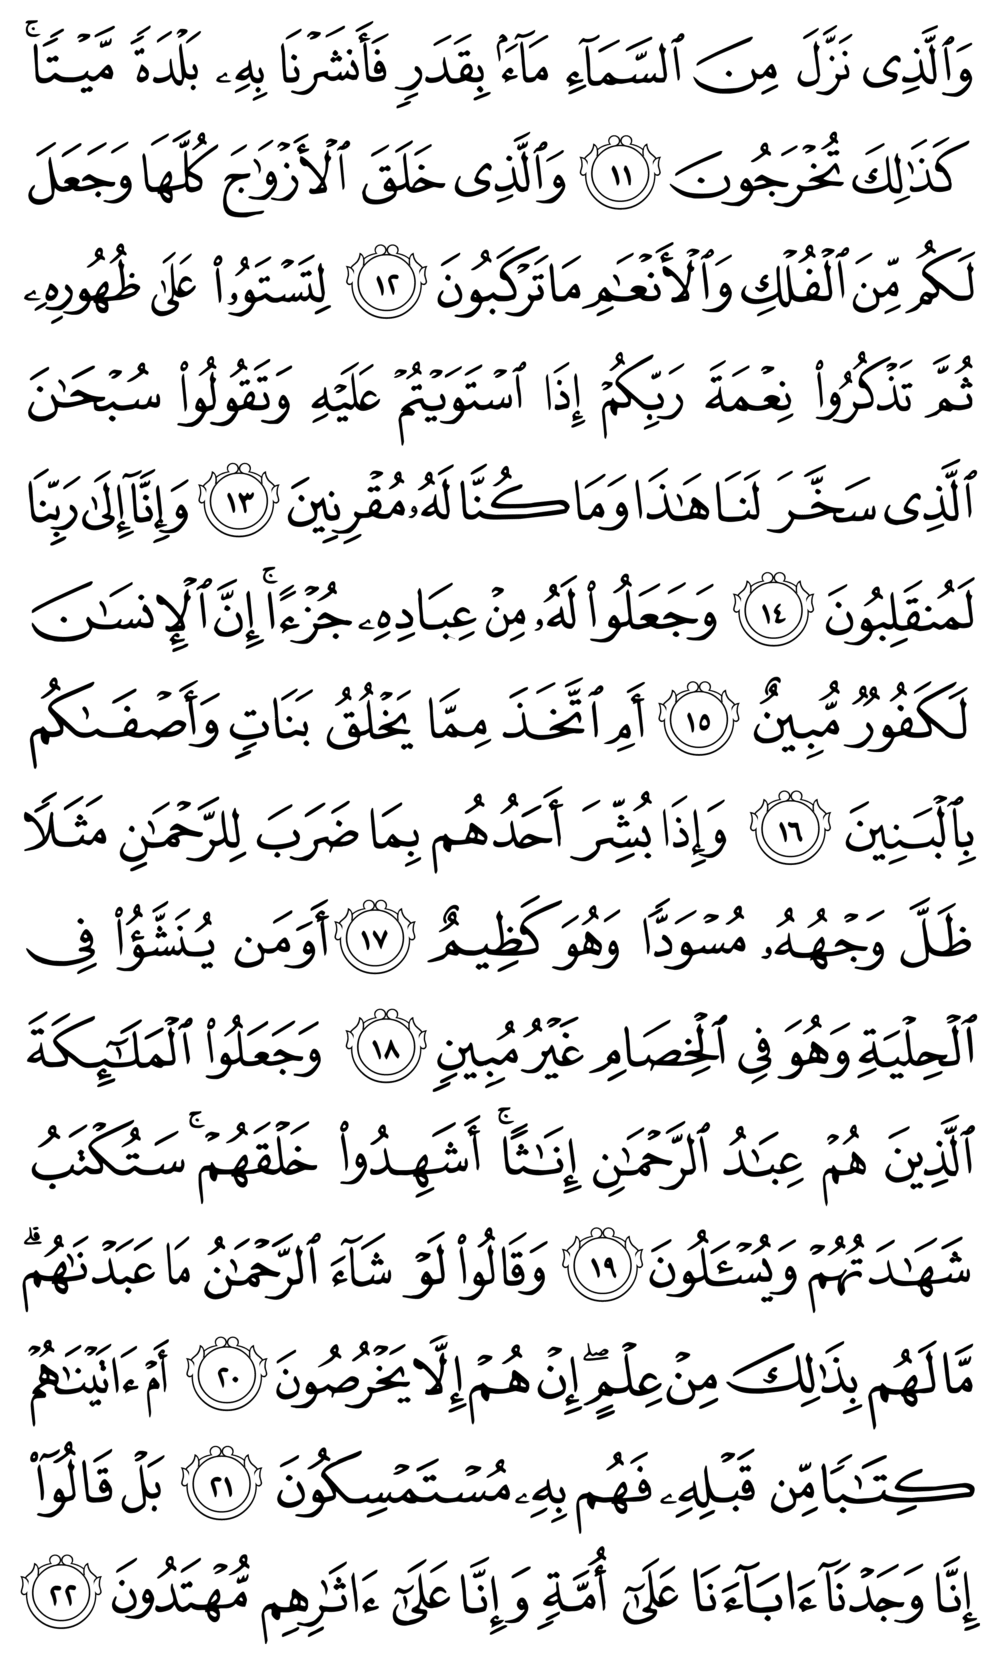 وَٱلَّذِى نَزَّلَ مِنَ ٱلسَّمَآءِ مَآءَۢ بِقَدَرٍ فَأَنشَرْنَا بِهِۦ بَلْدَةً مَّيْتًا ۚ
كَذَٰلِكَ تُخْرَجُونَ ١١ وَٱلَّذِى خَلَقَ ٱلْأَزْوَٰجَ كُلَّهَا وَجَعَلَ
لَكُم مِّنَ ٱلْفُلْكِ وَٱلْأَنْعَٰمِ مَا تَرْكَبُونَ ١٢ لِتَسْتَوُۥا۟ عَلَىٰ ظُهُورِهِۦ
ثُمَّ تَذْكُرُوا۟ نِعْمَةَ رَبِّكُمْ إِذَا ٱسْتَوَيْتُمْ عَلَيْهِ وَتَقُولُوا۟ سُبْحَٰنَ
ٱلَّذِى سَخَّرَ لَنَا هَٰذَا وَمَا كُنَّا لَهُۥ مُقْرِنِينَ ١٣ وَإِنَّآ إِلَىٰ رَبِّنَا
لَمُنقَلِبُونَ ١٤ وَجَعَلُوا۟ لَهُۥ مِنْ عِبَادِهِۦ جُزْءًا ۚ إِنَّ ٱلْإِنسَٰنَ
لَكَفُورٌ مُّبِينٌ ١٥ أَمِ ٱتَّخَذَ مِمَّا يَخْلُقُ بَنَاتٍ وَأَصْفَىٰكُم
بِٱلْبَنِينَ ١٦ وَإِذَا بُشِّرَ أَحَدُهُم بِمَا ضَرَبَ لِلرَّحْمَٰنِ مَثَلًا
ظَلَّ وَجْهُهُۥ مُسْوَدًّا وَهُوَ كَظِيمٌ ١٧ أَوَمَن يُنَشَّؤُا۟ فِى
ٱلْحِلْيَةِ وَهُوَ فِى ٱلْخِصَامِ غَيْرُ مُبِينٍ ١٨ وَجَعَلُوا۟ ٱلْمَلَٰٓئِكَةَ
ٱلَّذِينَ هُمْ عِبَٰدُ ٱلرَّحْمَٰنِ إِنَٰثًا ۚ أَشَهِدُوا۟ خَلْقَهُمْ ۚ سَتُكْتَبُ
شَهَٰدَتُهُمْ وَيُسْـَٔلُونَ ١٩ وَقَالُوا۟ لَوْ شَآءَ ٱلرَّحْمَٰنُ مَا عَبَدْنَٰهُم ۗ
مَّا لَهُم بِذَٰلِكَ مِنْ عِلْمٍ ۖ إِنْ هُمْ إِلَّا يَخْرُصُونَ ٢٠ أَمْ ءَاتَيْنَٰهُمْ
كِتَٰبًا مِّن قَبْلِهِۦ فَهُم بِهِۦ مُسْتَمْسِكُونَ ٢١ بَلْ قَالُوٓا۟
إِنَّا وَجَدْنَآ ءَابَآءَنَا عَلَىٰٓ أُمَّةٍ وَإِنَّا عَلَىٰٓ ءَاثَٰرِهِم مُّهْتَدُونَ ٢٢